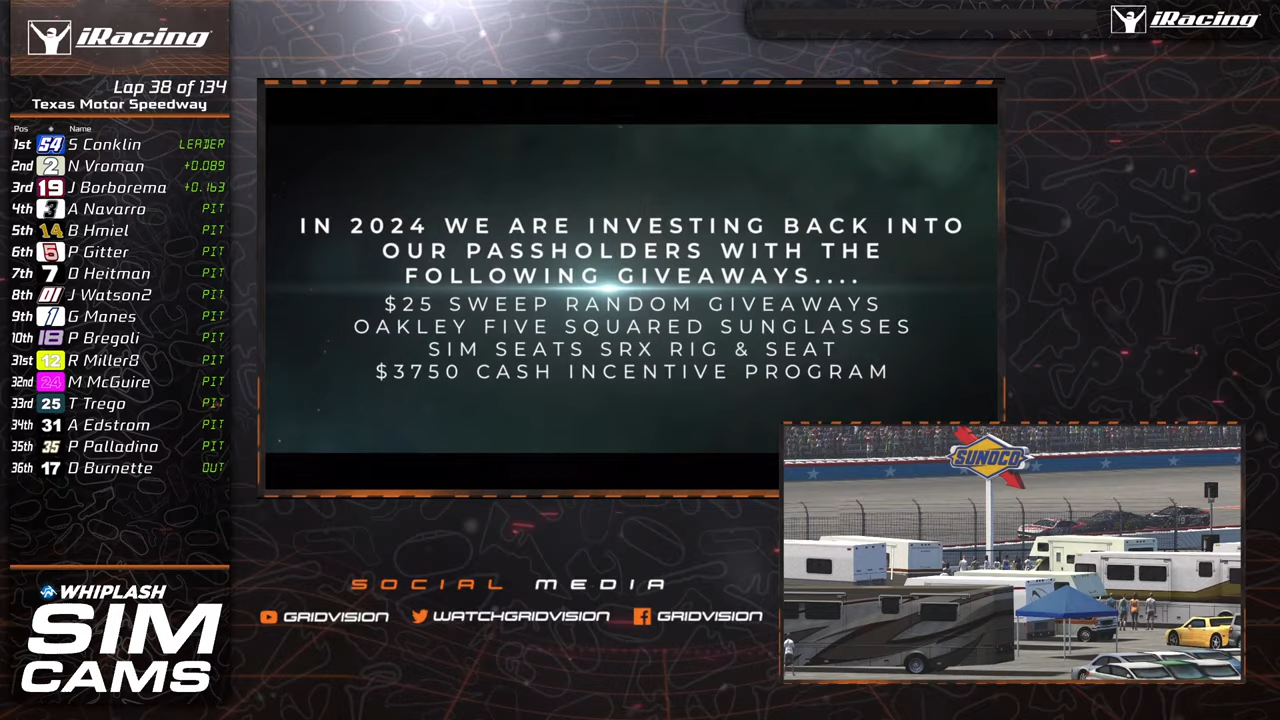 iRacing
Lap 38 of 134
Texas Motor Speedway
Pos Name
1st 54 S Conklin LEADER
2nd 2 N Vroman +0.089
3rd 19 J Borborema +0.163
4th 3 A Navarro PIT
5th 14 B Hmiel PIT
6th 5 P Gitter PIT
7th 7 D Heitman PIT
8th 01 J Watson2 PIT
9th 1 G Manes PIT
10th 18 P Bregoli PIT
31st 12 R Miller8 PIT
32nd 24 M McGuire PIT
33rd 25 T Trego PIT
34th 31 A Edstrom PIT
35th 35 P Palladino PIT
36th 17 D Burnette OUT
WHIPLASH
SIM
CAMS
iRacing
IN 2024 WE ARE INVESTING BACK INTO
OUR PASSHOLDERS WITH THE
FOLLOWING GIVEAWAYS....
$25 SWEEP RANDOM GIVEAWAYS
OAKLEY FIVE SQUARED SUNGLASSES
SIM SEATS SRX RIG & SEAT
$3750 CASH INCENTIVE PROGRAM
SUNOCO
SOCIAL MEDIA
GRIDVISION WATCHGRIDVISION GRIDVISION